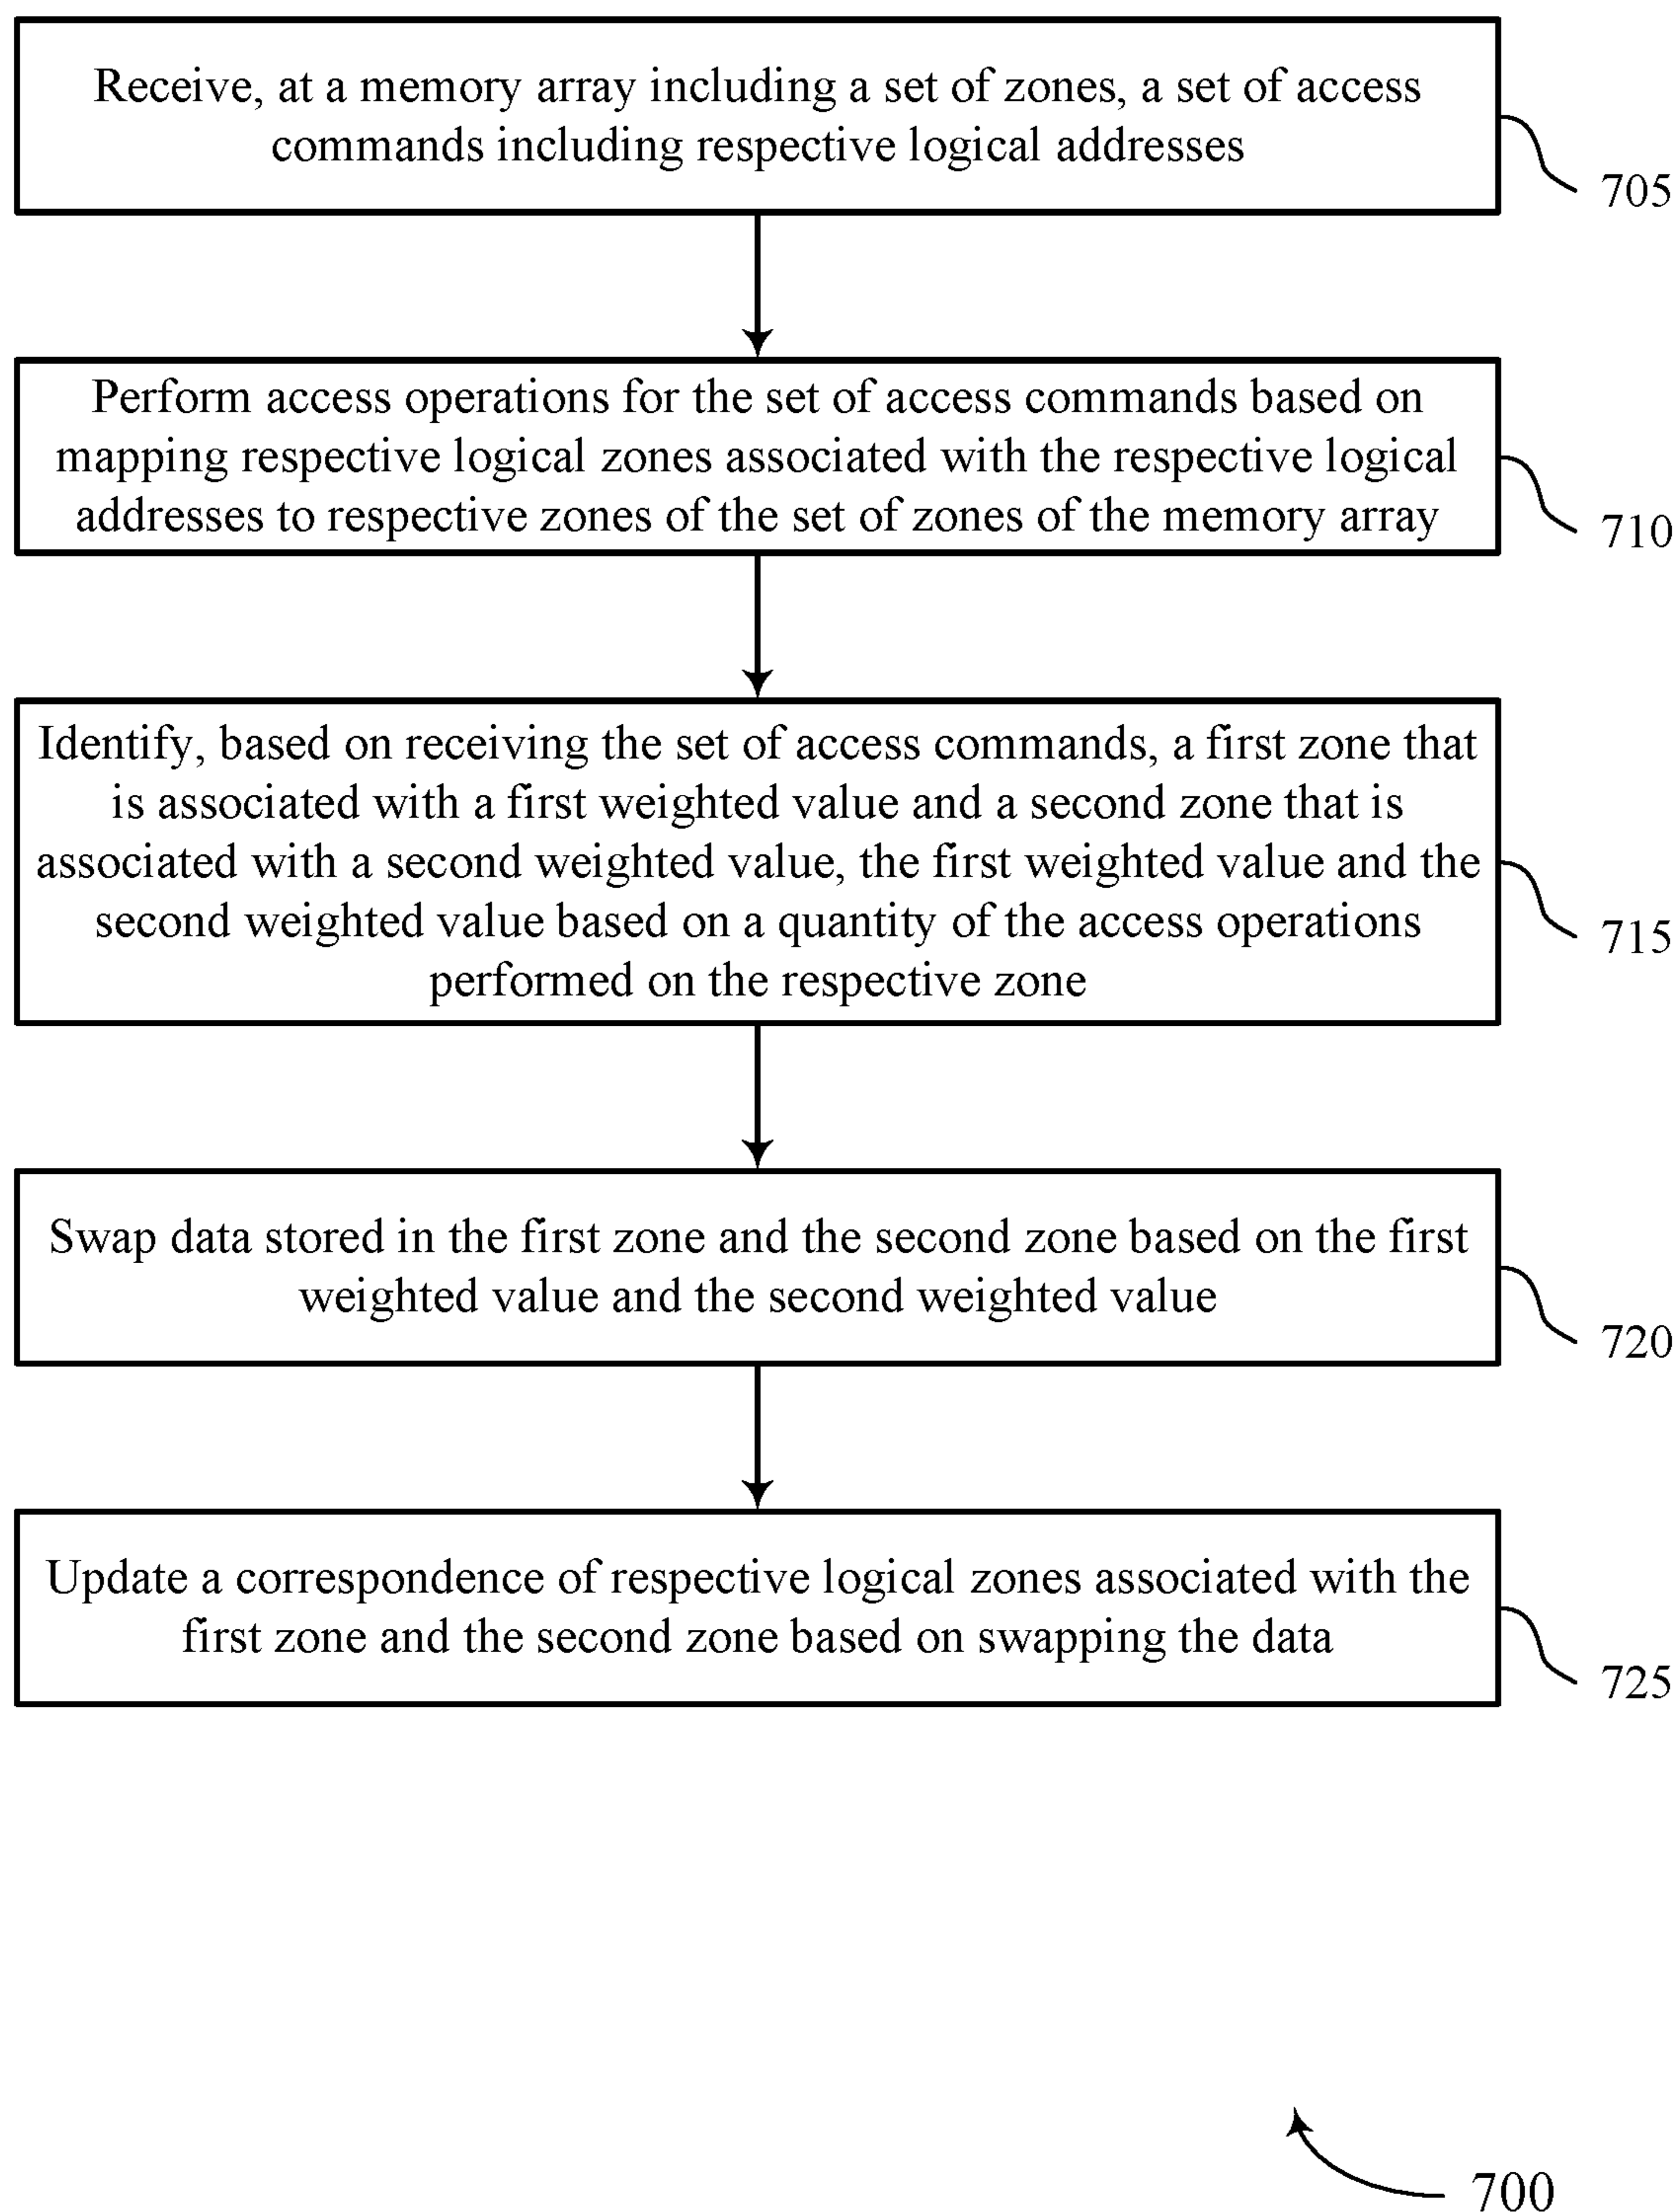 Receive, at a memory array including a set of zones, a set of access
commands including respective logical addresses
705
Perform access operations for the set of access commands based on
mapping respective logical zones associated with the respective logical
addresses to respective zones of the set of zones of the memory array
710
Identify, based on receiving the set of access commands, a first zone that
is associated with a first weighted value and a second zone that is
associated with a second weighted value, the first weighted value and the
second weighted value based on a quantity of the access operations
performed on the respective zone
715
Swap data stored in the first zone and the second zone based on the first
weighted value and the second weighted value
720
Update a correspondence of respective logical zones associated with the
first zone and the second zone based on swapping the data
725
700